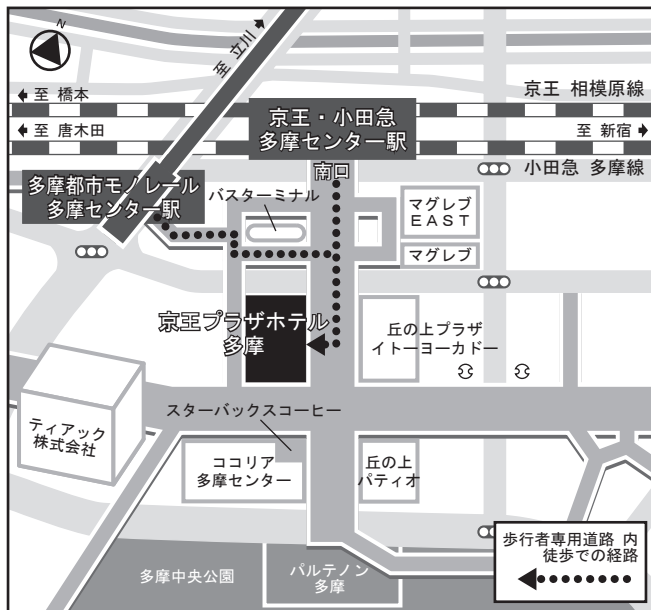 N
至 立川
京王 相模原線
至 橋本
京王・小田急
多摩センター駅
至 唐木田
至 新宿
南口
小田急 多摩線
多摩都市モノレール
多摩センター駅
バスターミナル
マグレブ
EAST
マグレブ
京王プラザホテル
多摩
丘の上プラザ
イトーヨーカドー
スターバックスコーヒー
ティアック
株式会社
ココリア
多摩センター
丘の上
パティオ
歩行者専用道路 内
徒歩での経路
多摩中央公園
パルテノン
多摩